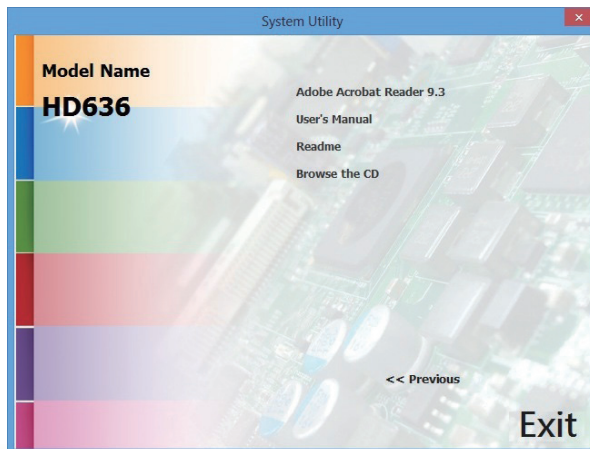 System Utility
Model Name
HD636
Adobe Acrobat Reader 9.3
User's Manual
Readme
Browse the CD
<< Previous
Exit